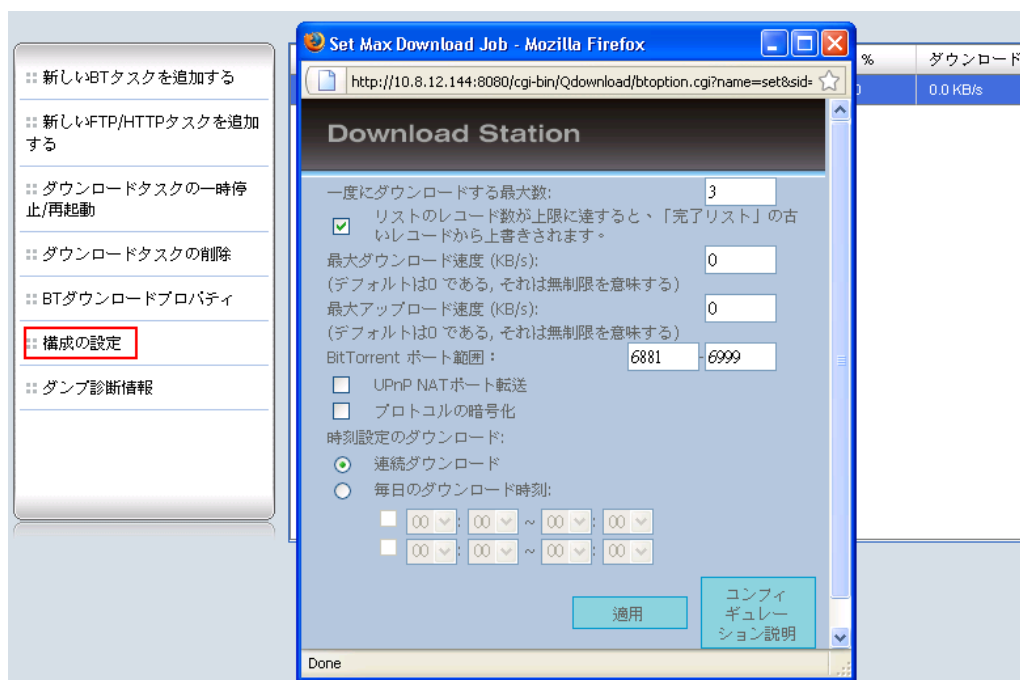 新しいBTタスクを追加する
新しいFTP/HTTPタスクを追加
する
ダウンロードタスクの一時停
止/再起動
ダウンロードタスクの削除
BTダウンロードプロパティ
構成の設定
ダンプ診断情報
Set Max Download Job - Mozilla Firefox
http://10.8.12.144:8080/cgi-bin/Qdownload/btoption.cgi?name=set&sid=
Download Station
一度にダウンロードする最大数: 3
リストのレコード数が上限に達すると、「完了リスト」の古
いレコードから上書きされます。
最大ダウンロード速度 (KB/s): 0
(デフォルトは0 である, それは無制限を意味する)
最大アップロード速度 (KB/s): 0
(デフォルトは0 である, それは無制限を意味する)
BitTorrent ポート範囲： 6881 - 6999
UPnP NATポート転送
プロトコルの暗号化
時刻設定のダウンロード:
連続ダウンロード
毎日のダウンロード時刻:
00 : 00 ~ 00 : 00
00 : 00 ~ 00 : 00
適用
コンフィ
ギュレー
ション説明
Done
% ダウンロード
0.0 KB/s